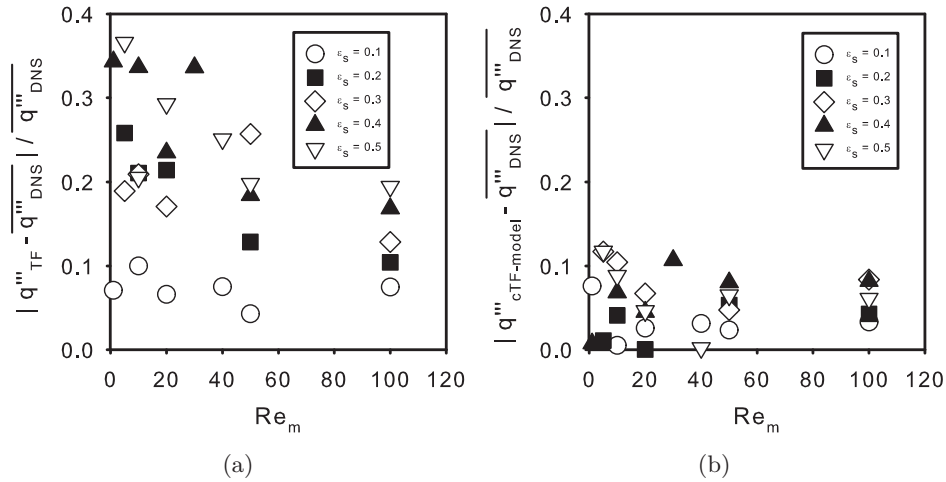 | q'''TF - q'''DNS | / q'''DNS
0.4
0.3
0.2
0.1
0.0
εs = 0.1
εs = 0.2
εs = 0.3
εs = 0.4
εs = 0.5
0 20 40 60 80 100 120
Rem
(a)
| q'''cTF-model - q'''DNS | / q'''DNS
0.4
0.3
0.2
0.1
0.0
εs = 0.1
εs = 0.2
εs = 0.3
εs = 0.4
εs = 0.5
0 20 40 60 80 100 120
Rem
(b)